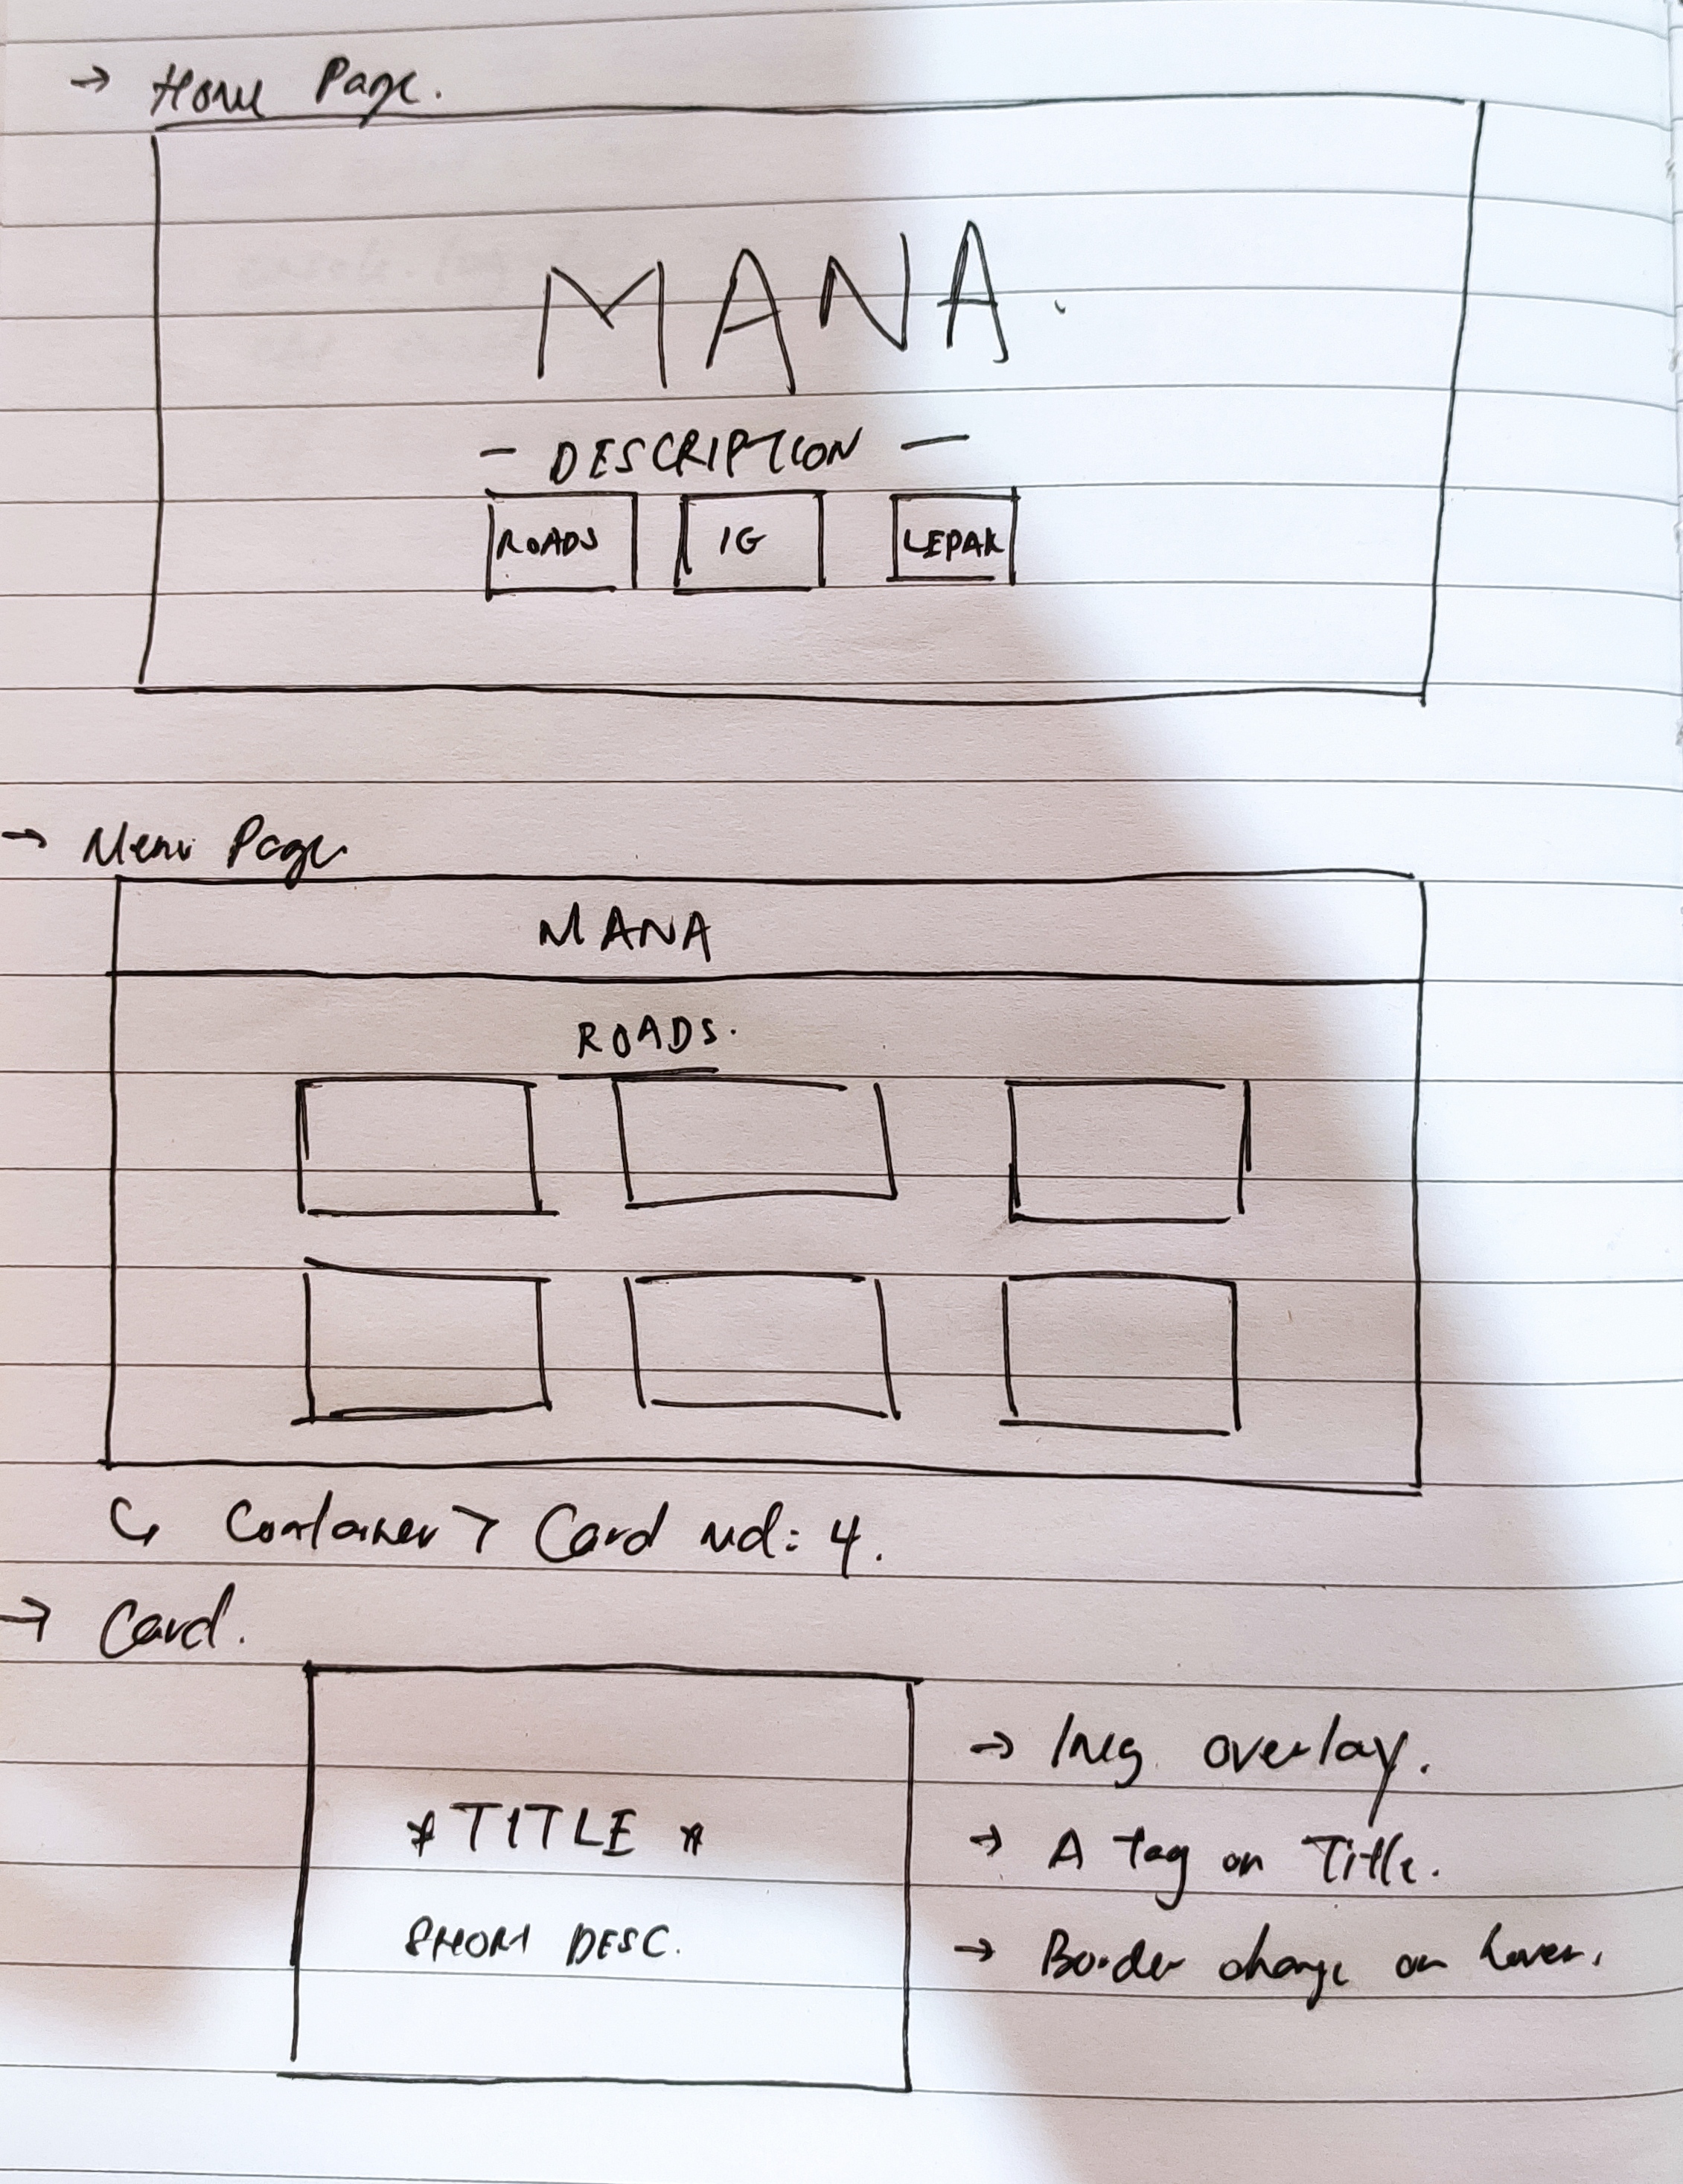 → Home Page.
MANA.
— DESCRIPTION —
ROADS IG LEPAK
→ Menu Page
MANA
ROADS.
↳ Container > Card md: 4.
→ Card.
*TITLE *
SHORT DESC.
→ Img overlay.
→ A tag on Title.
→ Border change on hover.